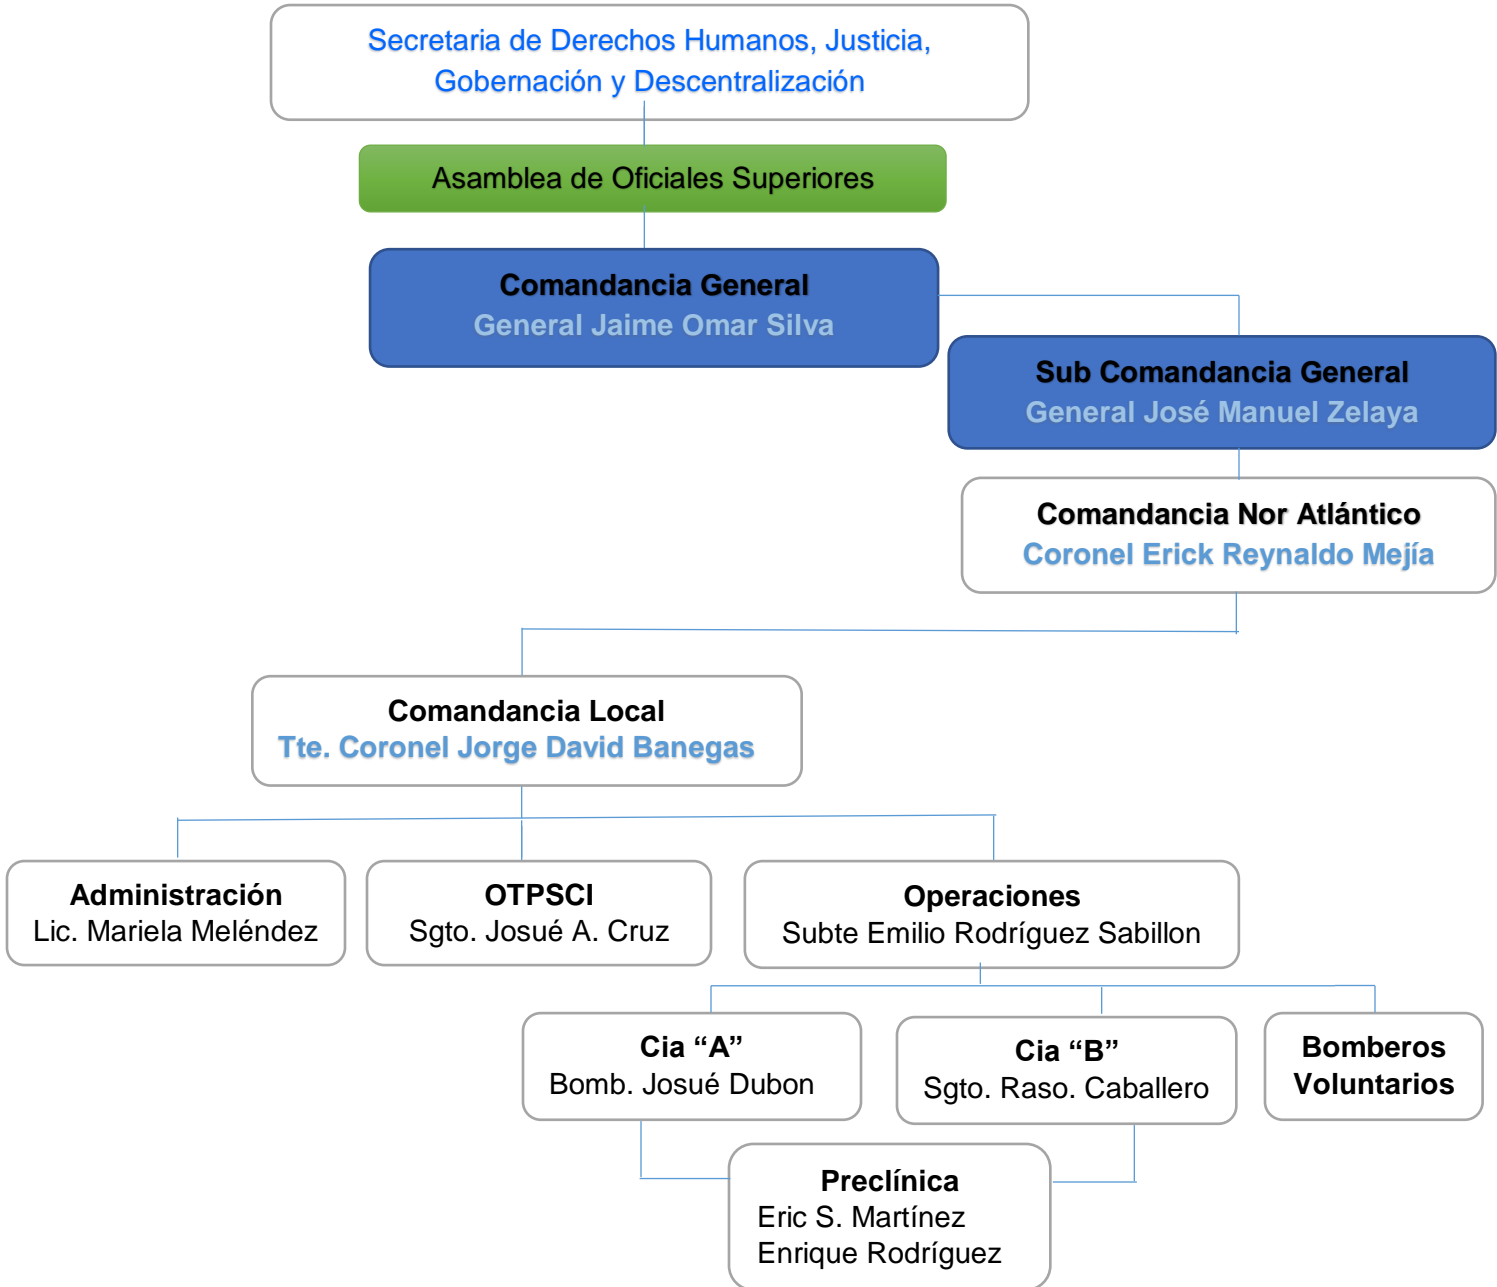 Secretaria de Derechos Humanos, Justicia,
Gobernación y Descentralización
Asamblea de Oficiales Superiores
Comandancia General
General Jaime Omar Silva
Sub Comandancia General
General José Manuel Zelaya
Comandancia Nor Atlántico
Coronel Erick Reynaldo Mejía
Comandancia Local
Tte. Coronel Jorge David Banegas
Administración
Lic. Mariela Meléndez
OTPSCI
Sgto. Josué A. Cruz
Operaciones
Subte Emilio Rodríguez Sabillon
Cia “A”
Bomb. Josué Dubon
Cia “B”
Sgto. Raso. Caballero
Bomberos
Voluntarios
Preclínica
Eric S. Martínez
Enrique Rodríguez